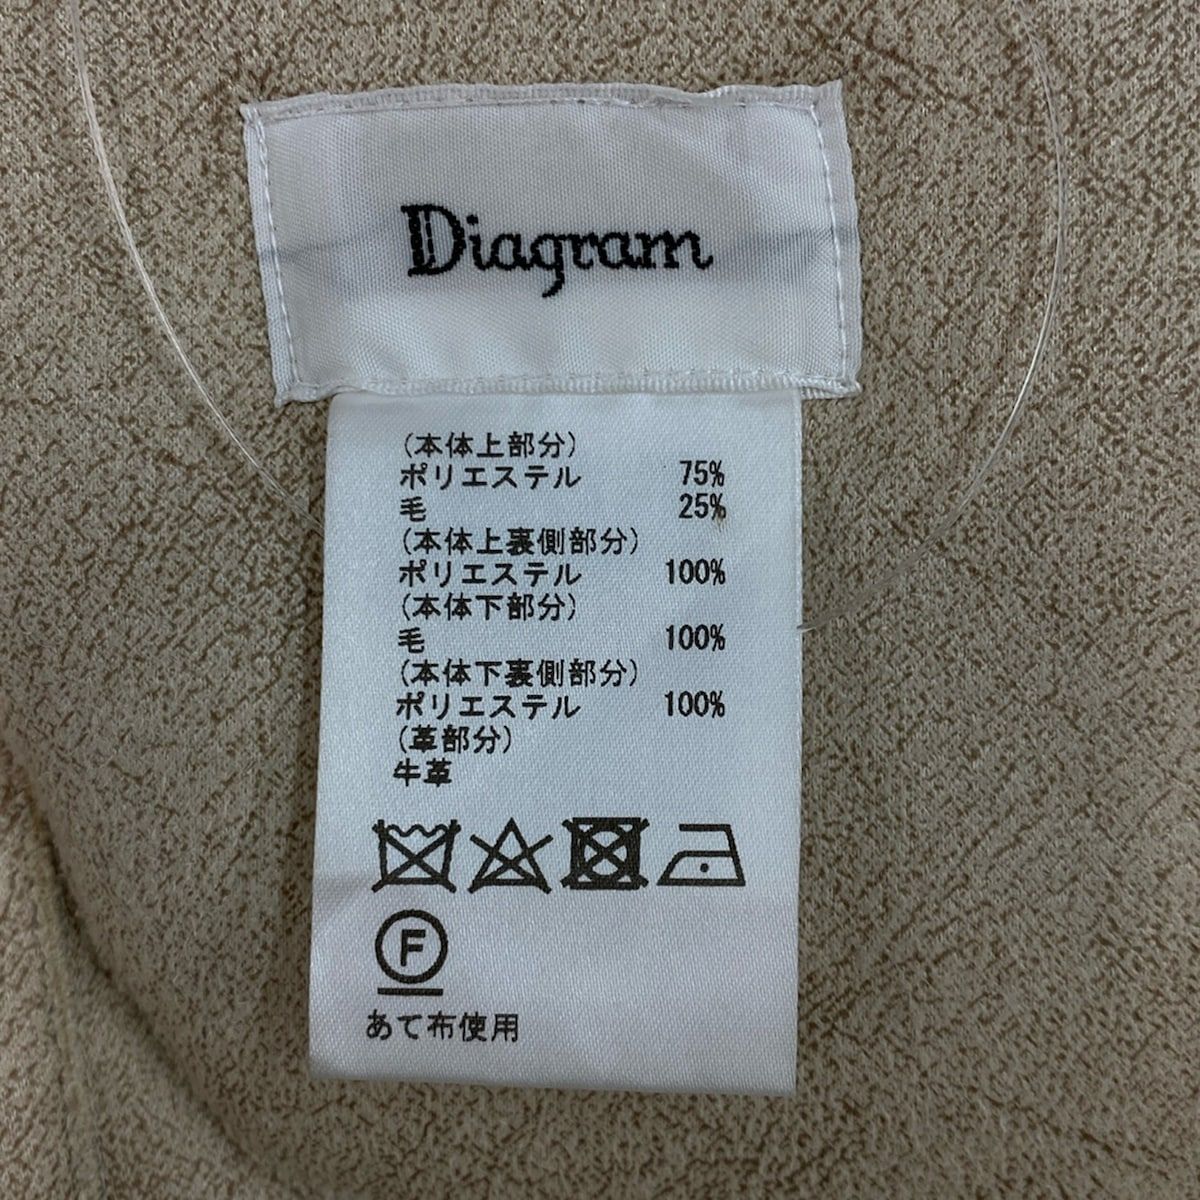 Diagram
(本体上部分)
ポリエステル 75%
毛 25%
(本体上裏側部分)
ポリエステル 100%
(本体下部分)
毛 100%
(本体下裏側部分)
ポリエステル 100%
(革部分)
牛革
F
あて布使用